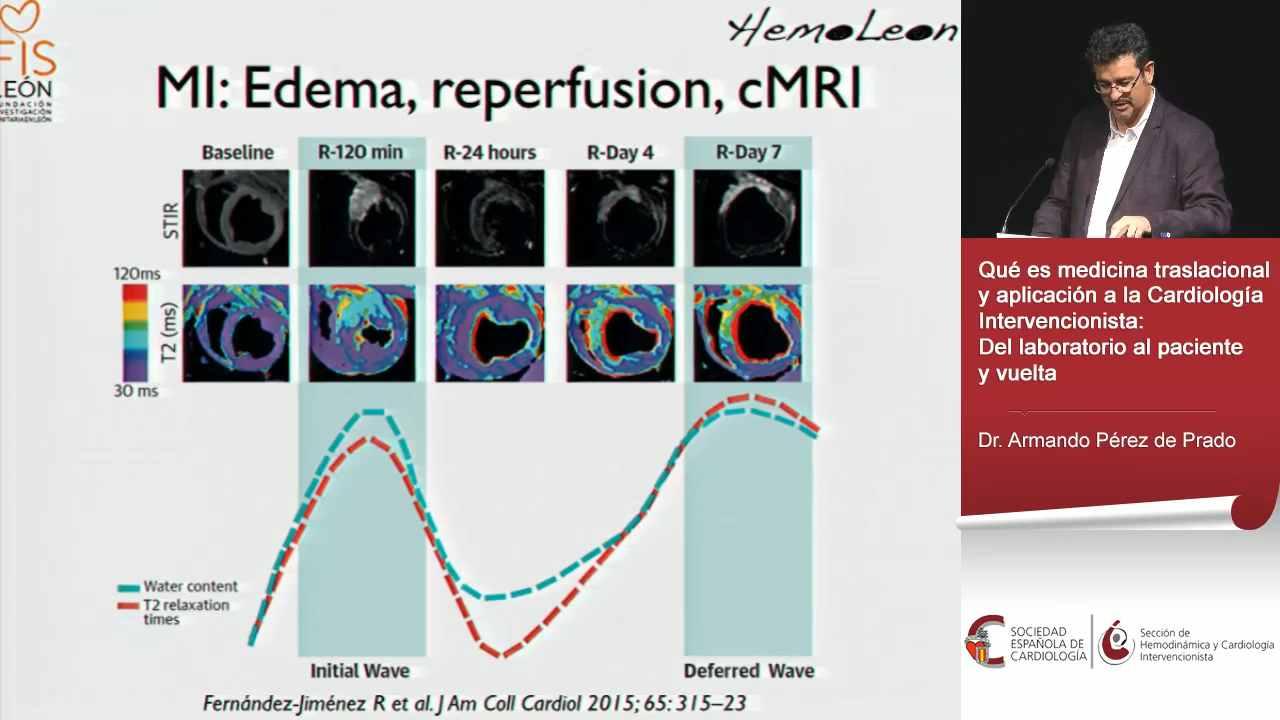 FIS
LEÓN
HemoLeon
MI: Edema, reperfusion, cMRI
Baseline R-120 min R-24 hours R-Day 4 R-Day 7
STIR
120ms
T2 (ms)
30 ms
Water content
T2 relaxation
times
Initial Wave Deferred Wave
Fernández-Jiménez R et al. J Am Coll Cardiol 2015; 65: 315–23
Qué es medicina traslacional
y aplicación a la Cardiología
Intervencionista:
Del laboratorio al paciente
y vuelta
Dr. Armando Pérez de Prado
SOCIEDAD
ESPAÑOLA DE
CARDIOLOGÍA
Sección de
Hemodinámica y Cardiología
Intervencionista